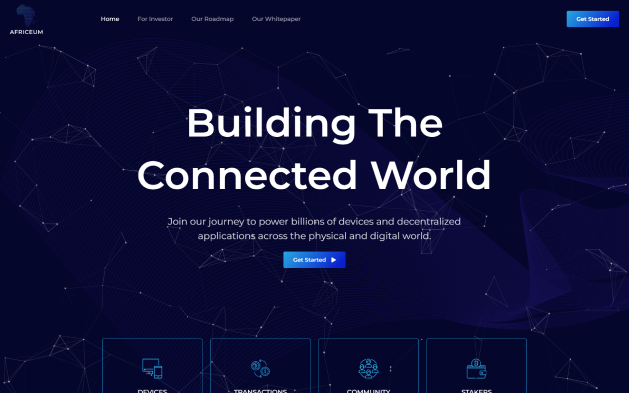 Home For Investor Our Roadmap Our Whitepaper Get Started
AFRICEUM
Building The
Connected World
Join our journey to power billions of devices and decentralized
applications across the physical and digital world.
Get Started
DEVICES TRANSACTIONS COMMUNITY STAKERS